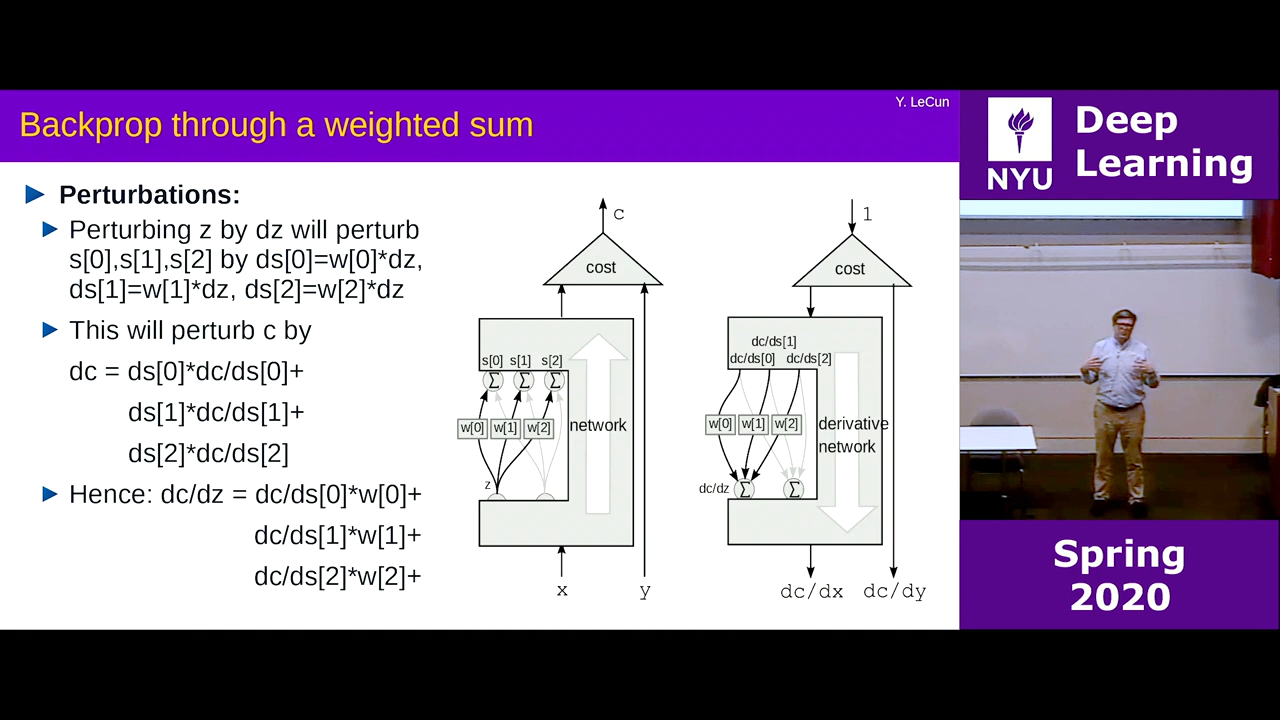 Y. LeCun
Backprop through a weighted sum
Perturbations:
Perturbing z by dz will perturb
s[0],s[1],s[2] by ds[0]=w[0]*dz,
ds[1]=w[1]*dz, ds[2]=w[2]*dz
This will perturb c by
dc = ds[0]*dc/ds[0]+
ds[1]*dc/ds[1]+
ds[2]*dc/ds[2]
Hence: dc/dz = dc/ds[0]*w[0]+
dc/ds[1]*w[1]+
dc/ds[2]*w[2]+
c
cost
s[0] s[1] s[2]
Σ Σ Σ
w[0] w[1] w[2]
network
z
x y
1
cost
dc/ds[1]
dc/ds[0] dc/ds[2]
w[0] w[1] w[2]
derivative
network
dc/dz Σ Σ
dc/dx dc/dy
NYU
Deep
Learning
Spring
2020